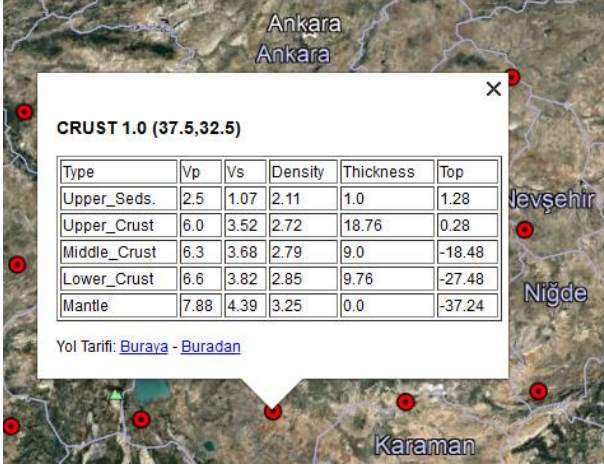 Ankara
Ankara
CRUST 1.0 (37.5,32.5)
Type Vp Vs Density Thickness Top
Upper_Seds. 2.5 1.07 2.11 1.0 1.28
Upper_Crust 6.0 3.52 2.72 18.76 0.28
Middle_Crust 6.3 3.68 2.79 9.0 -18.48
Lower_Crust 6.6 3.82 2.85 9.76 -27.48
Mantle 7.88 4.39 3.25 0.0 -37.24
Yol Tarifi: Buraya - Buradan
Nevşehir
Niğde
Karaman